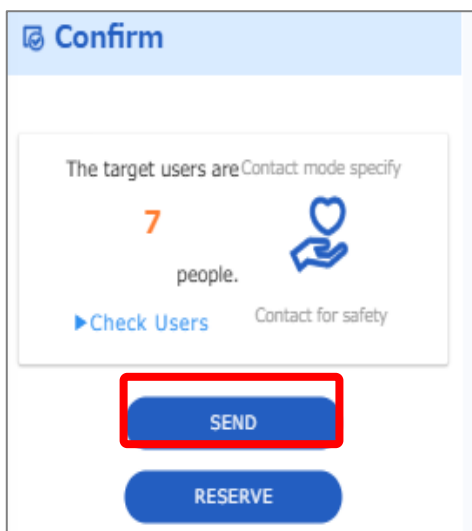 Confirm
The target users are
7
people.
▶Check Users
Contact mode specify
Contact for safety
SEND
RESERVE